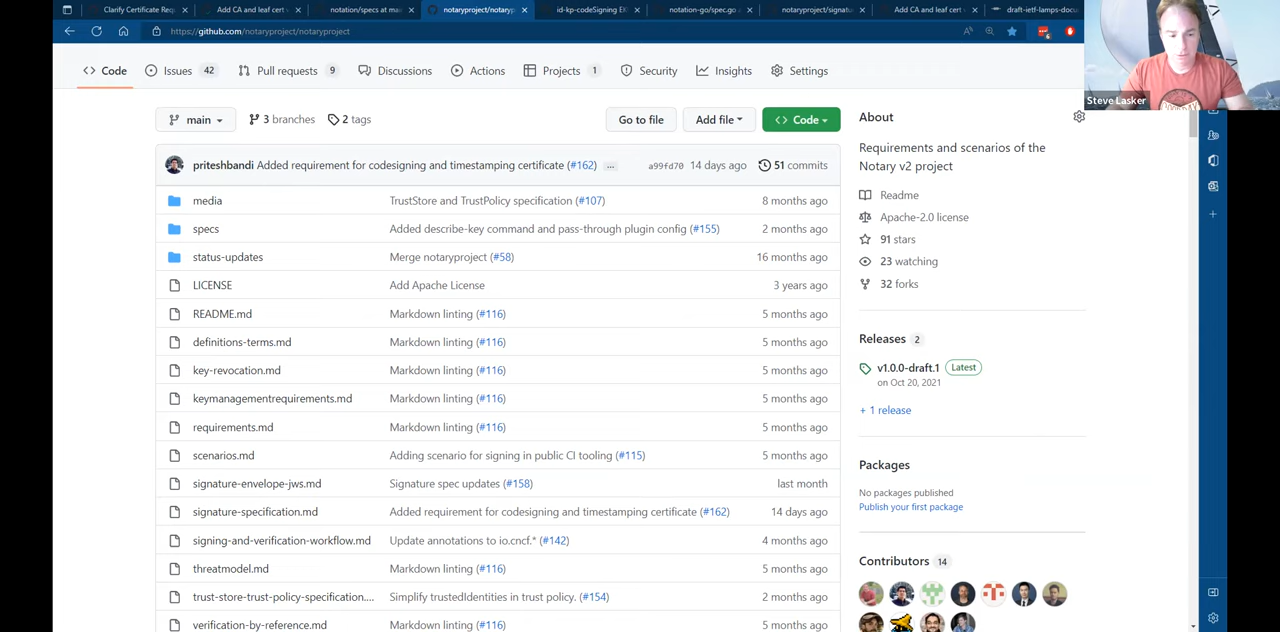 Clarify Certificate Req
Add CA and leaf cert
notation/specs at ma
notaryproject/notaryp
id-kp-codeSigning EK
notation-go/spec.go
notaryproject/signatu
Add CA and leaf cert
draft-ietf-lamps-docu
https://github.com/notaryproject/notaryproject
Steve Lasker
Code
Issues 42
Pull requests 9
Discussions
Actions
Projects 1
Security
Insights
Settings
main
3 branches
2 tags
Go to file
Add file
Code
priteshbandi Added requirement for codesigning and timestamping certificate (#162) ... a99fd70 14 days ago 51 commits
media TrustStore and TrustPolicy specification (#107) 8 months ago
specs Added describe-key command and pass-through plugin config (#155) 2 months ago
status-updates Merge notaryproject (#58) 16 months ago
LICENSE Add Apache License 3 years ago
README.md Markdown linting (#116) 5 months ago
definitions-terms.md Markdown linting (#116) 5 months ago
key-revocation.md Markdown linting (#116) 5 months ago
keymanagementrequirements.md Markdown linting (#116) 5 months ago
requirements.md Markdown linting (#116) 5 months ago
scenarios.md Adding scenario for signing in public CI tooling (#115) 5 months ago
signature-envelope-jws.md Signature spec updates (#158) last month
signature-specification.md Added requirement for codesigning and timestamping certificate (#162) 14 days ago
signing-and-verification-workflow.md Update annotations to io.cncf.* (#142) 4 months ago
threatmodel.md Markdown linting (#116) 5 months ago
trust-store-trust-policy-specification.... Simplify trustedIdentities in trust policy. (#154) 2 months ago
verification-by-reference.md Markdown linting (#116) 5 months ago
About
Requirements and scenarios of the
Notary v2 project
Readme
Apache-2.0 license
91 stars
23 watching
32 forks
Releases 2
v1.0.0-draft.1 Latest
on Oct 20, 2021
+ 1 release
Packages
No packages published
Publish your first package
Contributors 14